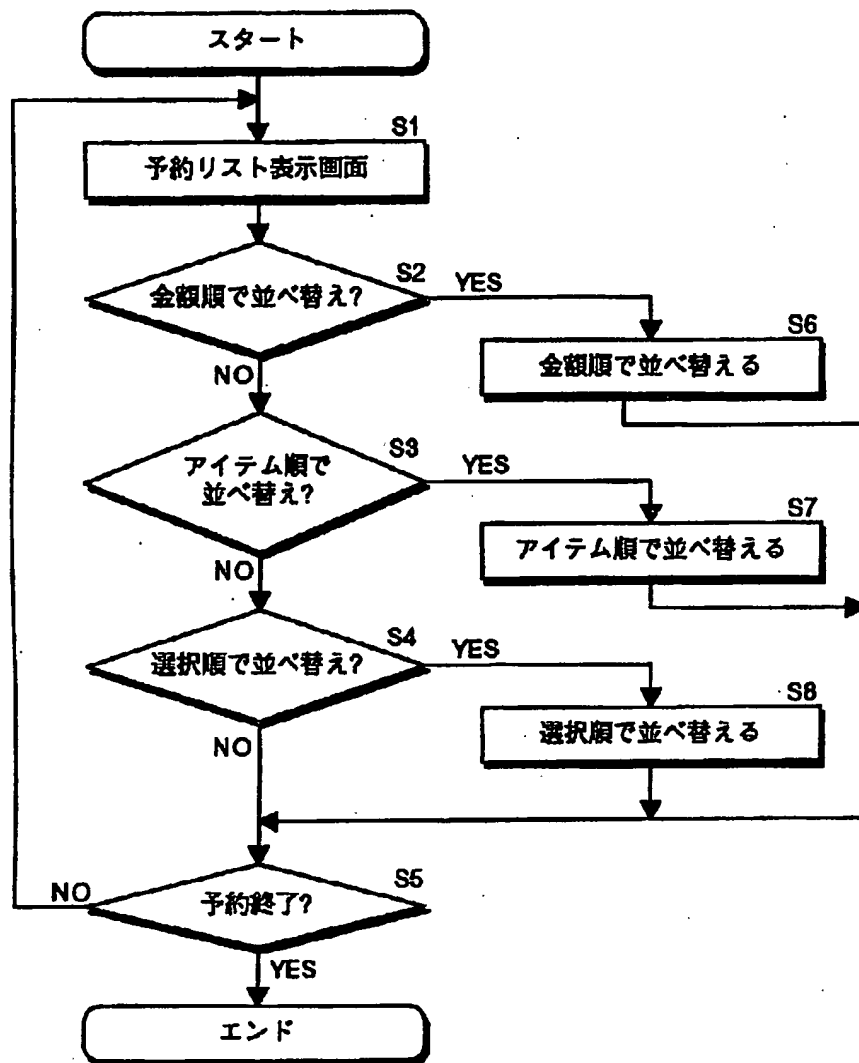 スタート
S1
予約リスト表示画面
S2
金額順で並べ替え?
YES
NO
S6
金額順で並べ替える
S3
アイテム順で
並べ替え?
YES
NO
S7
アイテム順で並べ替える
S4
選択順で並べ替え?
YES
NO
S8
選択順で並べ替える
S5
予約終了?
NO
YES
エンド